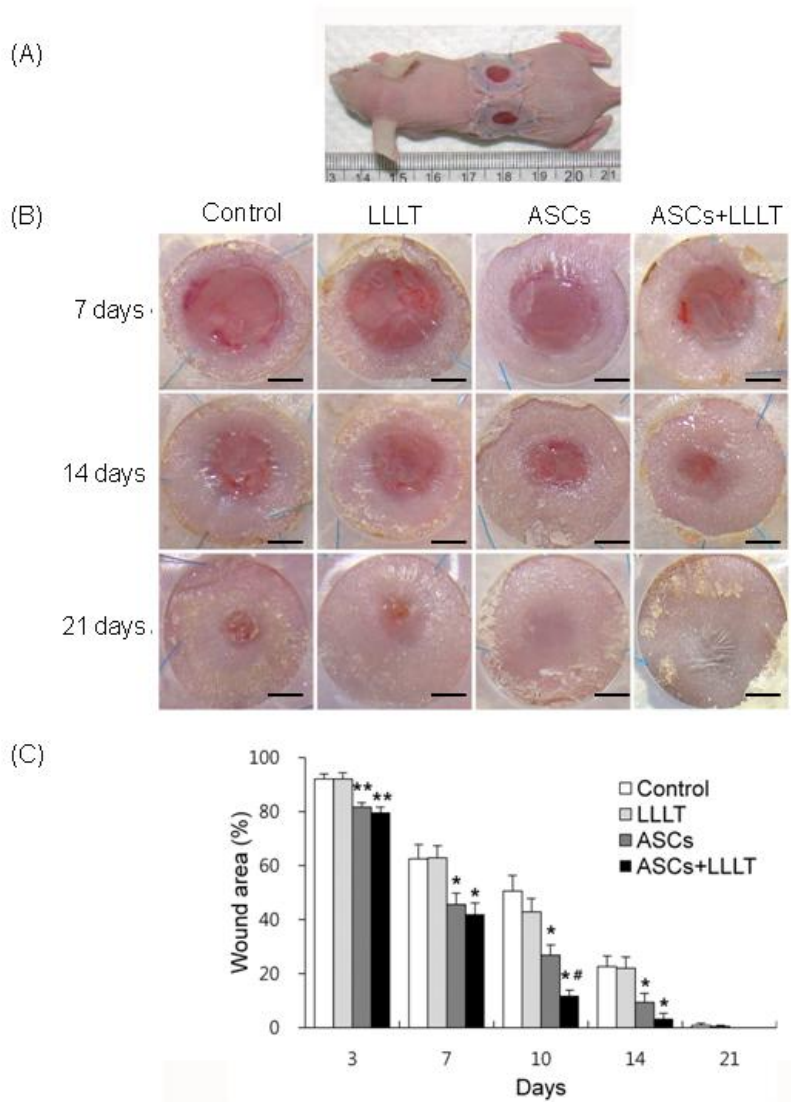 (A)
3 14 15 16 17 18 19 20 21
(B) Control LLLT ASCs ASCs+LLLT
7 days
14 days
21 days
(C)
100
80
60
40
20
0
Wound area (%)
** **
* *
* *#
* *
Control
LLLT
ASCs
ASCs+LLLT
3 7 10 14 21
Days